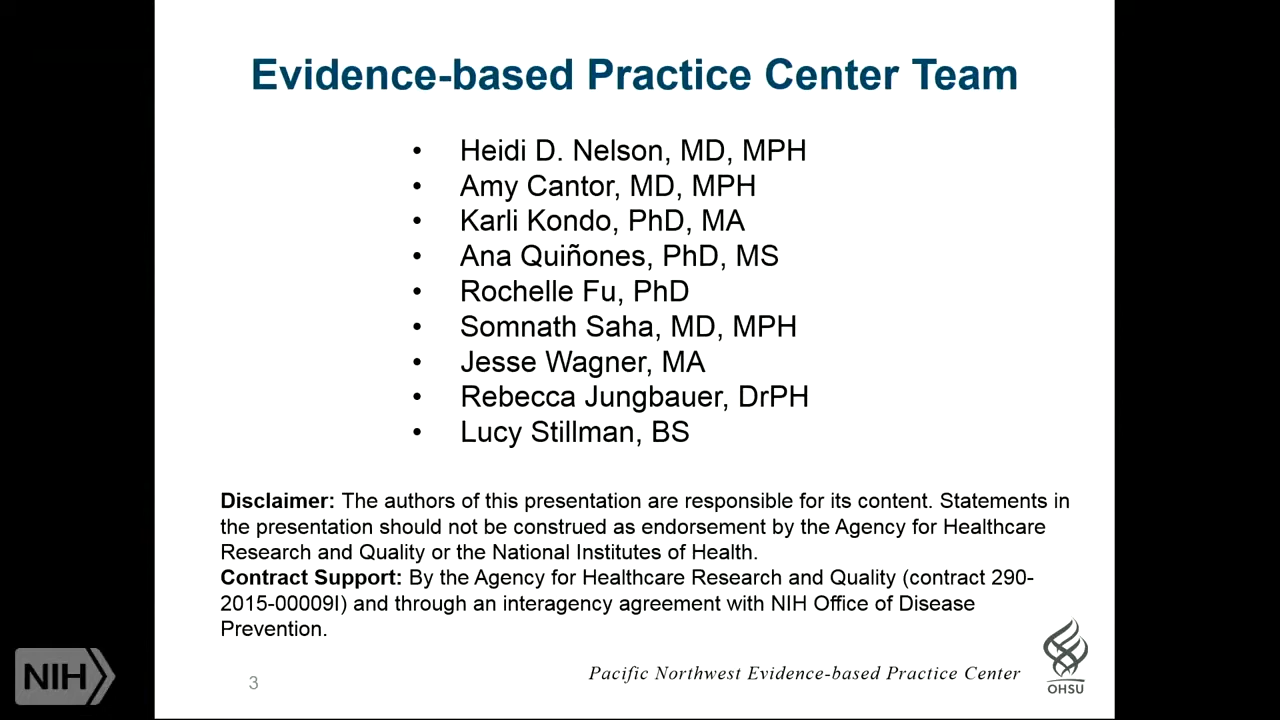 Evidence-based Practice Center Team
• Heidi D. Nelson, MD, MPH
• Amy Cantor, MD, MPH
• Karli Kondo, PhD, MA
• Ana Quiñones, PhD, MS
• Rochelle Fu, PhD
• Somnath Saha, MD, MPH
• Jesse Wagner, MA
• Rebecca Jungbauer, DrPH
• Lucy Stillman, BS
Disclaimer: The authors of this presentation are responsible for its content. Statements in
the presentation should not be construed as endorsement by the Agency for Healthcare
Research and Quality or the National Institutes of Health.
Contract Support: By the Agency for Healthcare Research and Quality (contract 290-
2015-00009I) and through an interagency agreement with NIH Office of Disease
Prevention.
NIH
3
Pacific Northwest Evidence-based Practice Center
OHSU